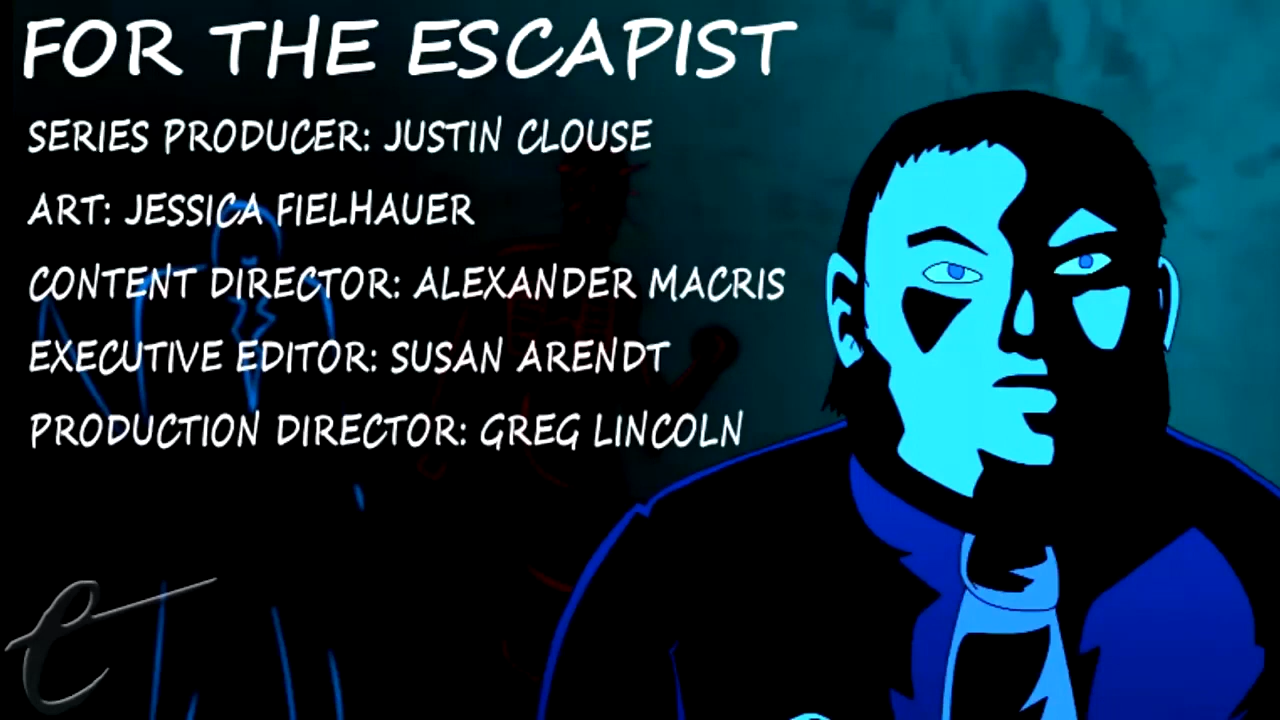 FOR THE ESCAPIST
SERIES PRODUCER: JUSTIN CLOUSE
ART: JESSICA FIELHAUER
CONTENT DIRECTOR: ALEXANDER MACRIS
EXECUTIVE EDITOR: SUSAN ARENDT
PRODUCTION DIRECTOR: GREG LINCOLN
e